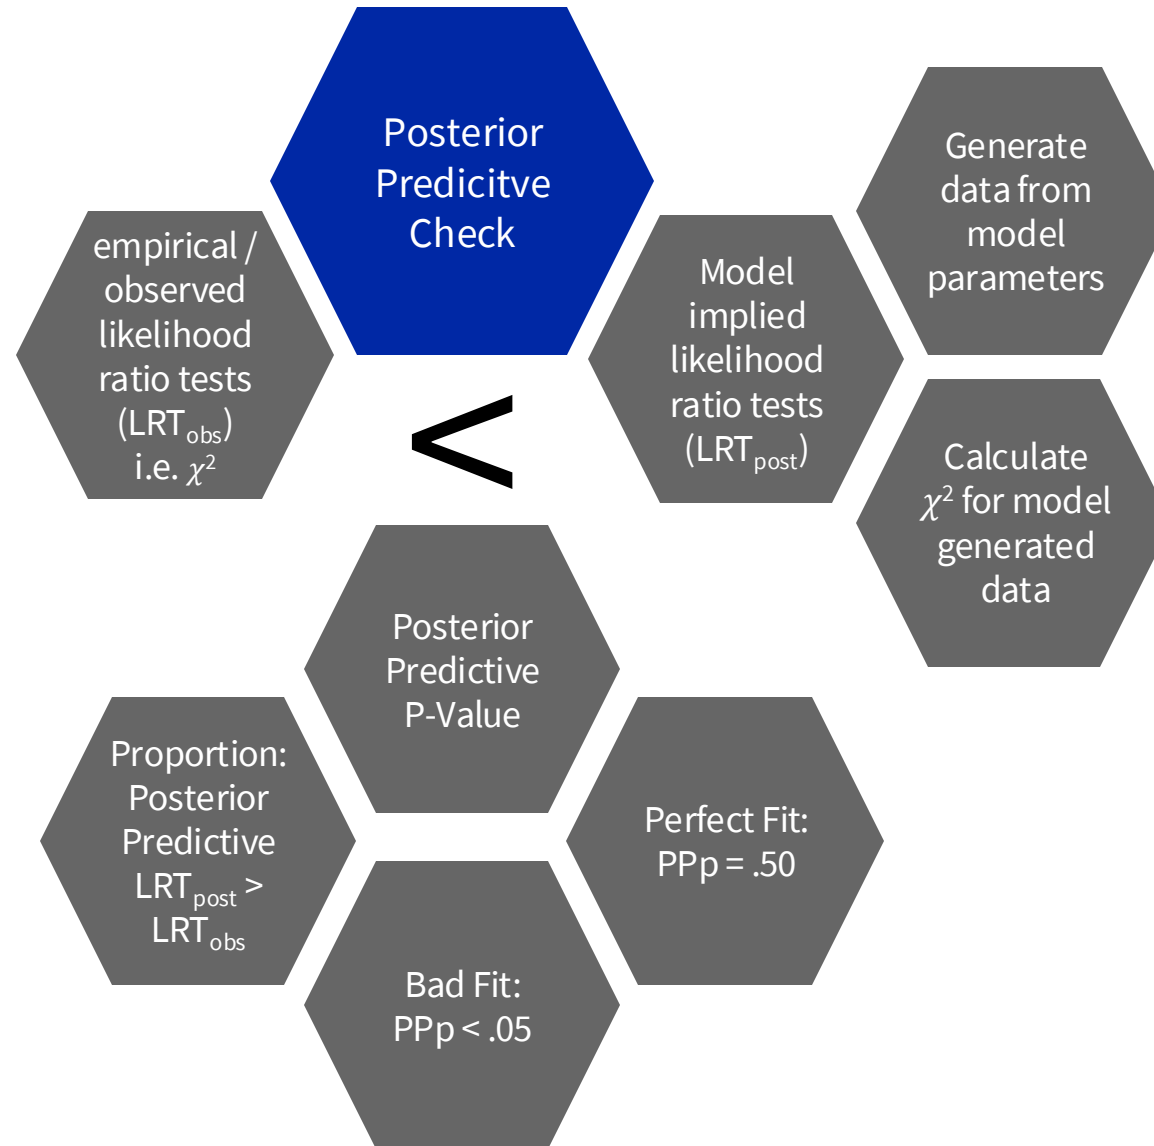 Posterior
Predicitve
Check
empirical /
observed
likelihood
ratio tests
(LRTobs)
i.e. χ²
<
Model
implied
likelihood
ratio tests
(LRTpost)
Generate
data from
model
parameters
Calculate
χ² for model
generated
data
Posterior
Predictive
P-Value
Proportion:
Posterior
Predictive
LRTpost >
LRTobs
Perfect Fit:
PPp = .50
Bad Fit:
PPp < .05